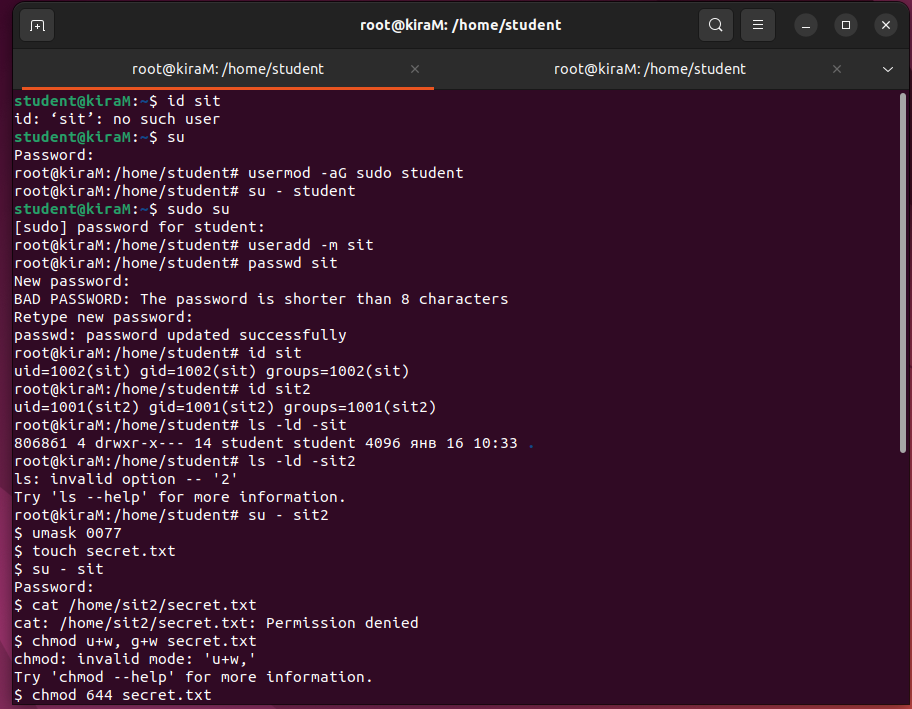 root@kiraM: /home/student
root@kiraM: /home/student
root@kiraM: /home/student
student@kiraM:~$ id sit
id: ‘sit’: no such user
student@kiraM:~$ su
Password:
root@kiraM:/home/student# usermod -aG sudo student
root@kiraM:/home/student# su - student
student@kiraM:~$ sudo su
[sudo] password for student:
root@kiraM:/home/student# useradd -m sit
root@kiraM:/home/student# passwd sit
New password:
BAD PASSWORD: The password is shorter than 8 characters
Retype new password:
passwd: password updated successfully
root@kiraM:/home/student# id sit
uid=1002(sit) gid=1002(sit) groups=1002(sit)
root@kiraM:/home/student# id sit2
uid=1001(sit2) gid=1001(sit2) groups=1001(sit2)
root@kiraM:/home/student# ls -ld -sit
806861 4 drwxr-x--- 14 student student 4096 янв 16 10:33 .
root@kiraM:/home/student# ls -ld -sit2
ls: invalid option -- '2'
Try 'ls --help' for more information.
root@kiraM:/home/student# su - sit2
$ umask 0077
$ touch secret.txt
$ su - sit
Password:
$ cat /home/sit2/secret.txt
cat: /home/sit2/secret.txt: Permission denied
$ chmod u+w, g+w secret.txt
chmod: invalid mode: 'u+w,'
Try 'chmod --help' for more information.
$ chmod 644 secret.txt